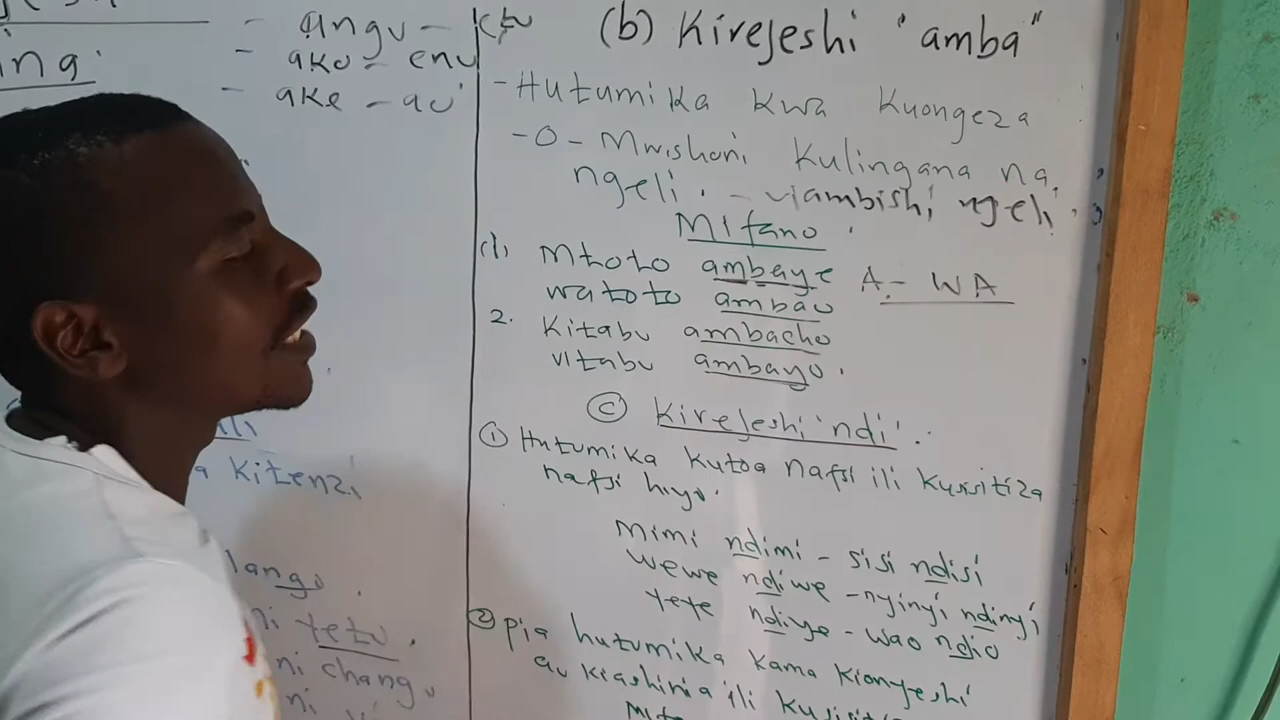 ing'
- angu - etu
- ako - enu
- ake - ao
a kitenzi
langu.
ni yetu.
ni changu
ni
(b) Kirejeshi "amba"
- Hutumika kwa kuongeza
-O- Mwishoni kulingana na
ngeli. - viambishi ngeli.
Mifano.
(1) Mtoto ambaye A - WA
watoto ambao
2. Kitabu ambacho
vitabu ambayo.
(C) Kirejeshi 'ndi'.
(1) Hutumika kutoa nafsi ili kusisitiza
nafsi hiyo.
Mimi ndimi - sisi ndisi
wewe ndiwe - nyinyi ndinyi
yeye ndiye - wao ndio
(2) pia hutumika kama kionyeshi
au kiashiria ili